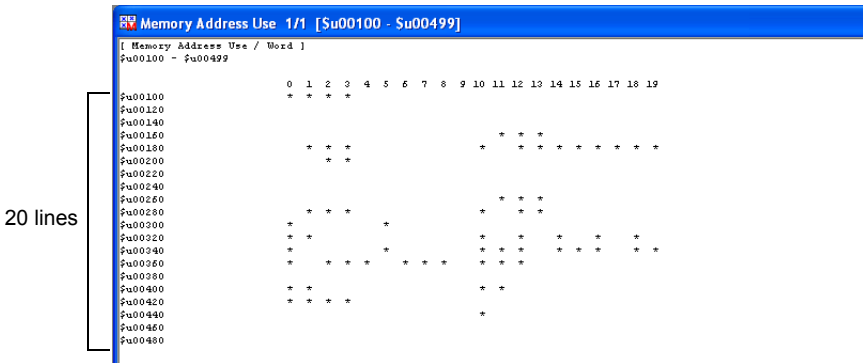 Memory Address Use 1/1 [$u00100 - $u00499]
[ Memory Address Use / Word ]
$u00100 - $u00499
0 1 2 3 4 5 6 7 8 9 10 11 12 13 14 15 16 17 18 19
$u00100 * * * *
$u00120
$u00140
$u00160 * * *
$u00180 * * * * * * * * * * * *
$u00200 * *
$u00220
$u00240
$u00260 * * *
$u00280 * * * * * *
20 lines
$u00300 * *
$u00320 * * * * * * *
$u00340 * * * * * * * * * *
$u00360 * * * * * * * * * *
$u00380
$u00400 * * * *
$u00420 * * * *
$u00440 *
$u00460
$u00480